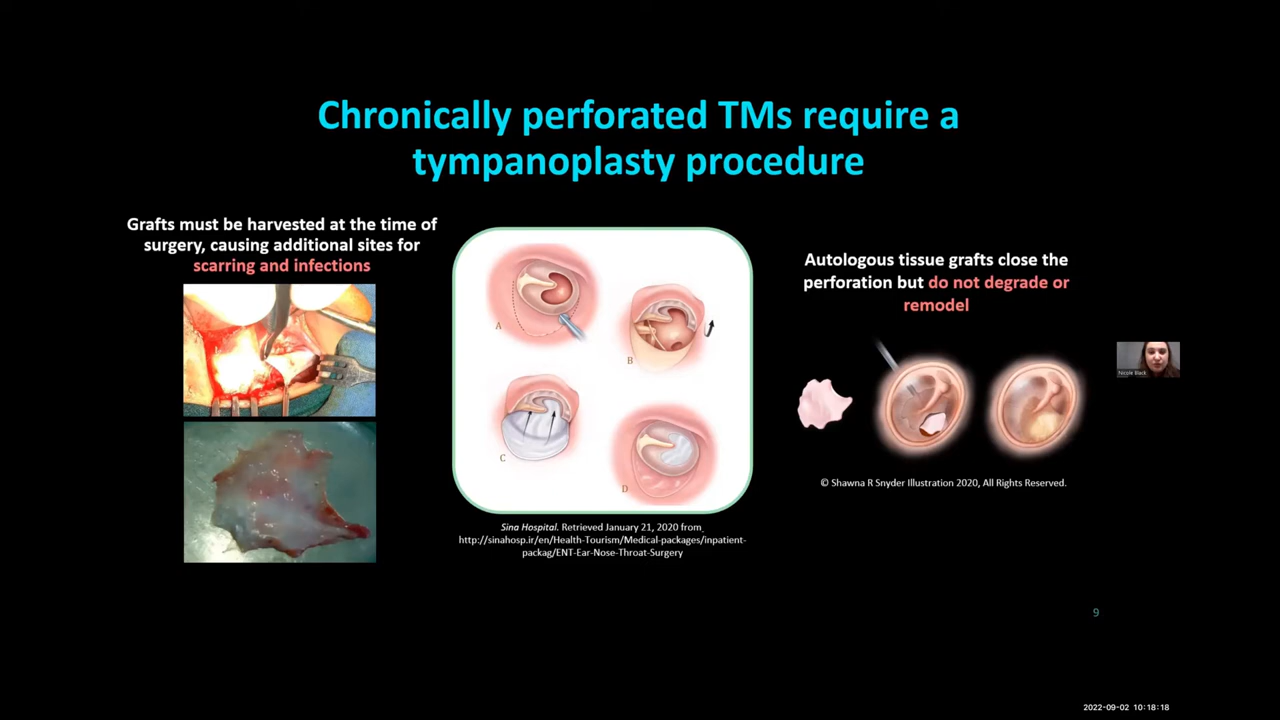 Chronically perforated TMs require a
tympanoplasty procedure
Grafts must be harvested at the time of
surgery, causing additional sites for
scarring and infections
A
B
C
D
Sina Hospital. Retrieved January 21, 2020 from
http://sinahosp.ir/en/Health-Tourism/Medical-packages/inpatient-
packag/ENT-Ear-Nose-Throat-Surgery
Autologous tissue grafts close the
perforation but do not degrade or
remodel
© Shawna R Snyder Illustration 2020, All Rights Reserved.
Nicole Black
9
2022-09-02 10:18:18